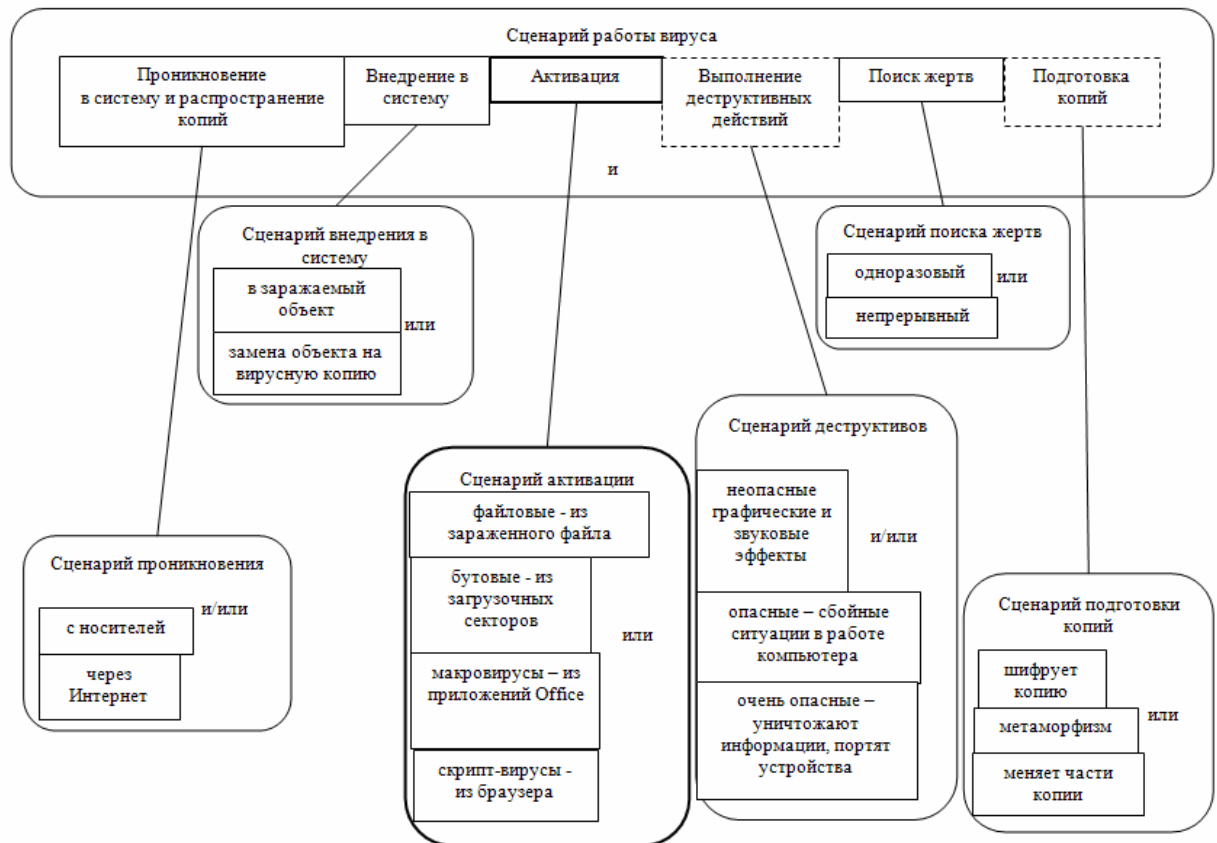 Сценарий работы вируса
Проникновение
в систему и распространение
копий
Внедрение в
систему
Активация
Выполнение
деструктивных
действий
Поиск жертв
Подготовка
копий
и
Сценарий внедрения в
систему
в заражаемый
объект
или
замена объекта на
вирусную копию
Сценарий поиска жертв
одноразовый
или
непрерывный
Сценарий проникновения
и/или
с носителей
через
Интернет
Сценарий активации
файловые - из
зараженного файла
бутовые - из
загрузочных
секторов
или
макровирусы – из
приложений Office
скрипт-вирусы -
из браузера
Сценарий деструктивов
неопасные
графические и
звуковые
эффекты
и/или
опасные – сбойные
ситуации в работе
компьютера
очень опасные –
уничтожают
информации, портят
устройства
Сценарий подготовки
копий
шифрует
копию
или
метаморфизм
меняет части
копии